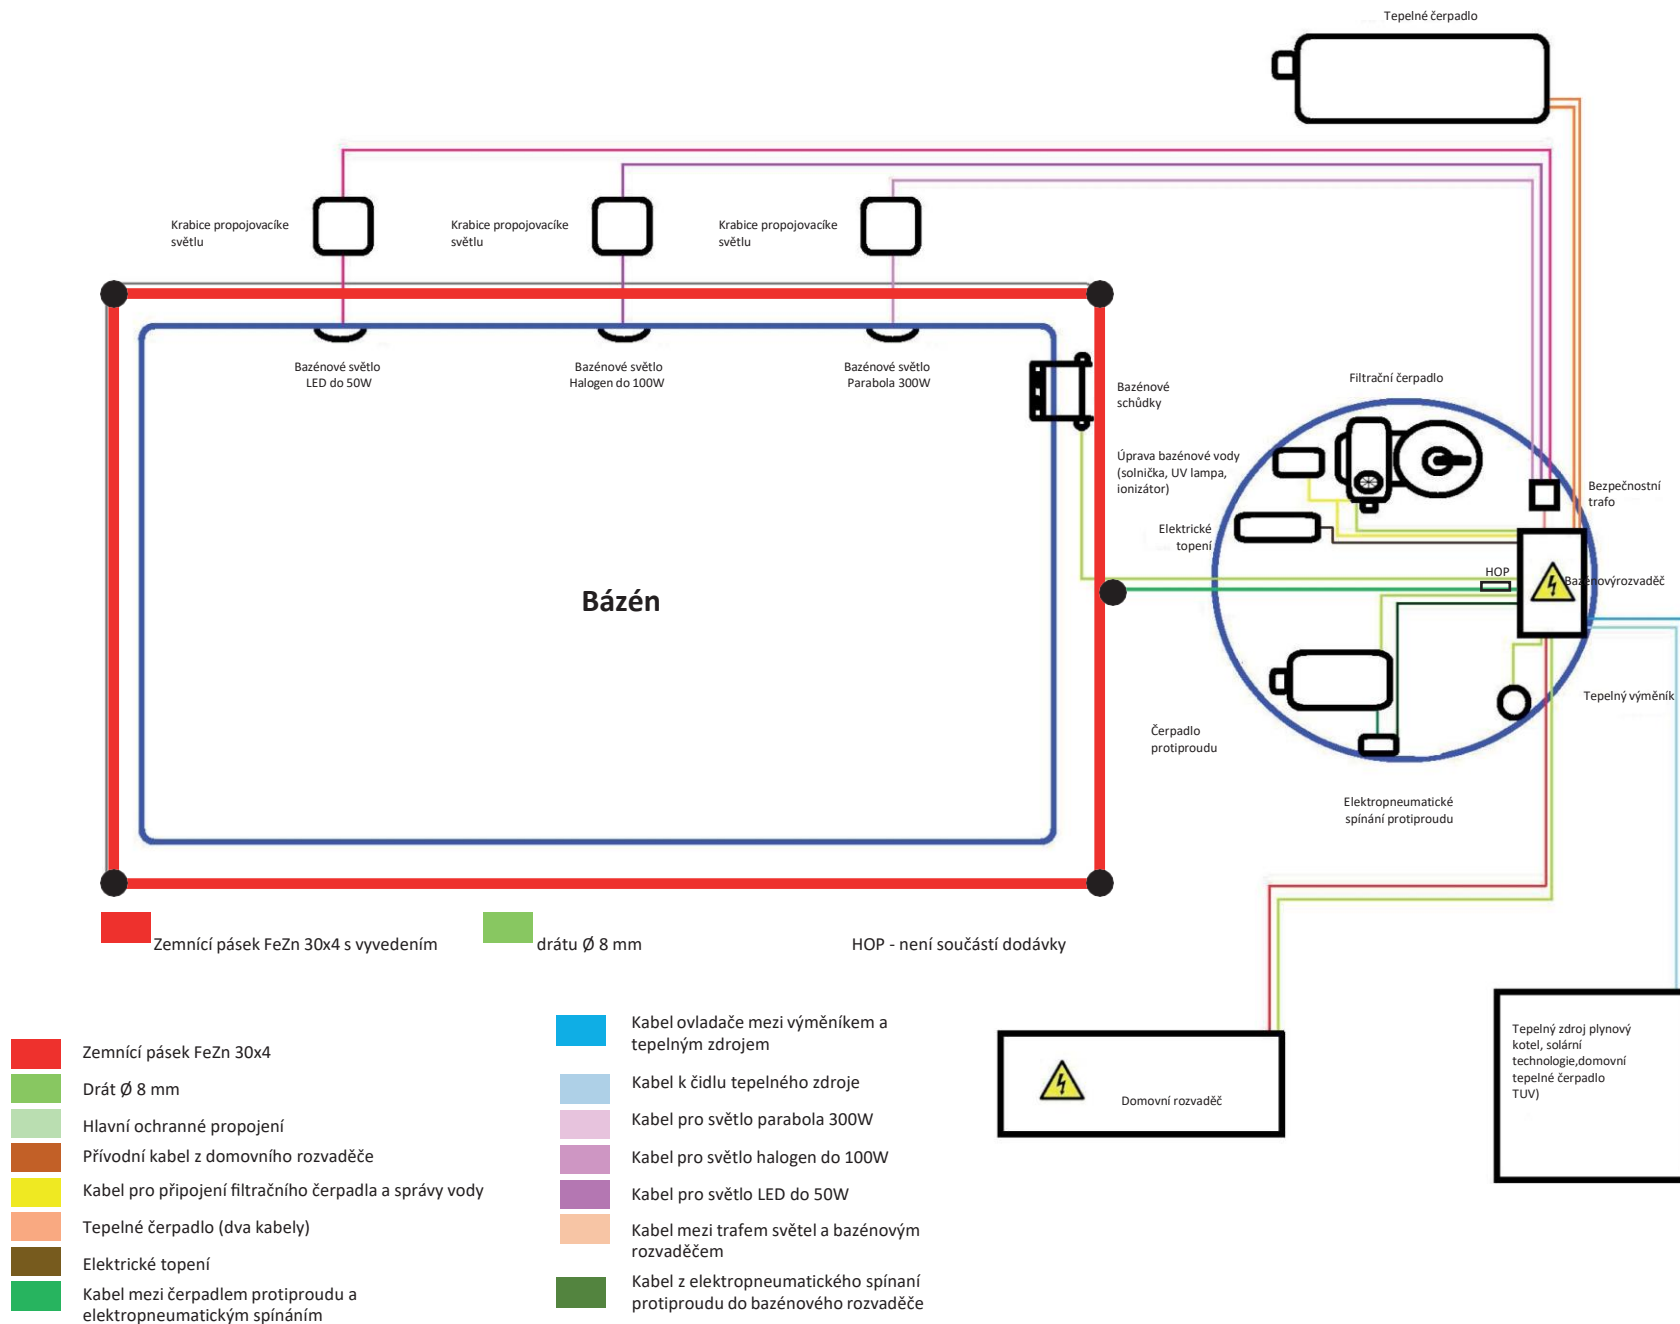 Tepelné čerpadlo
Krabice propojovacíke
světlu
Krabice propojovacíke
světlu
Krabice propojovacíke
světlu
Bazénové světlo
LED do 50W
Bazénové světlo
Halogen do 100W
Bazénové světlo
Parabola 300W
Bazénové
schůdky
Filtrační čerpadlo
Úprava bazénové vody
(solnička, UV lampa,
ionizátor)
Bezpečnostní
trafo
Elektrické
topení
HOP
Bazénovýrozvaděč
Bázén
Tepelný výměník
Čerpadlo
protiproudu
Elektropneumatické
spínání protiproudu
Zemnící pásek FeZn 30x4 s vyvedením
drátu Ø 8 mm
HOP - není součástí dodávky
Zemnící pásek FeZn 30x4
Drát Ø 8 mm
Hlavní ochranné propojení
Přívodní kabel z domovního rozvaděče
Kabel pro připojení filtračního čerpadla a správy vody
Tepelné čerpadlo (dva kabely)
Elektrické topení
Kabel mezi čerpadlem protiproudu a
elektropneumatickým spínáním
Kabel ovladače mezi výměníkem a
tepelným zdrojem
Kabel k čidlu tepelného zdroje
Kabel pro světlo parabola 300W
Kabel pro světlo halogen do 100W
Kabel pro světlo LED do 50W
Kabel mezi trafem světel a bazénovým
rozvaděčem
Kabel z elektropneumatického spínaní
protiproudu do bazénového rozvaděče
Domovní rozvaděč
Tepelný zdroj plynový
kotel, solární
technologie,domovní
tepelné čerpadlo
TUV)